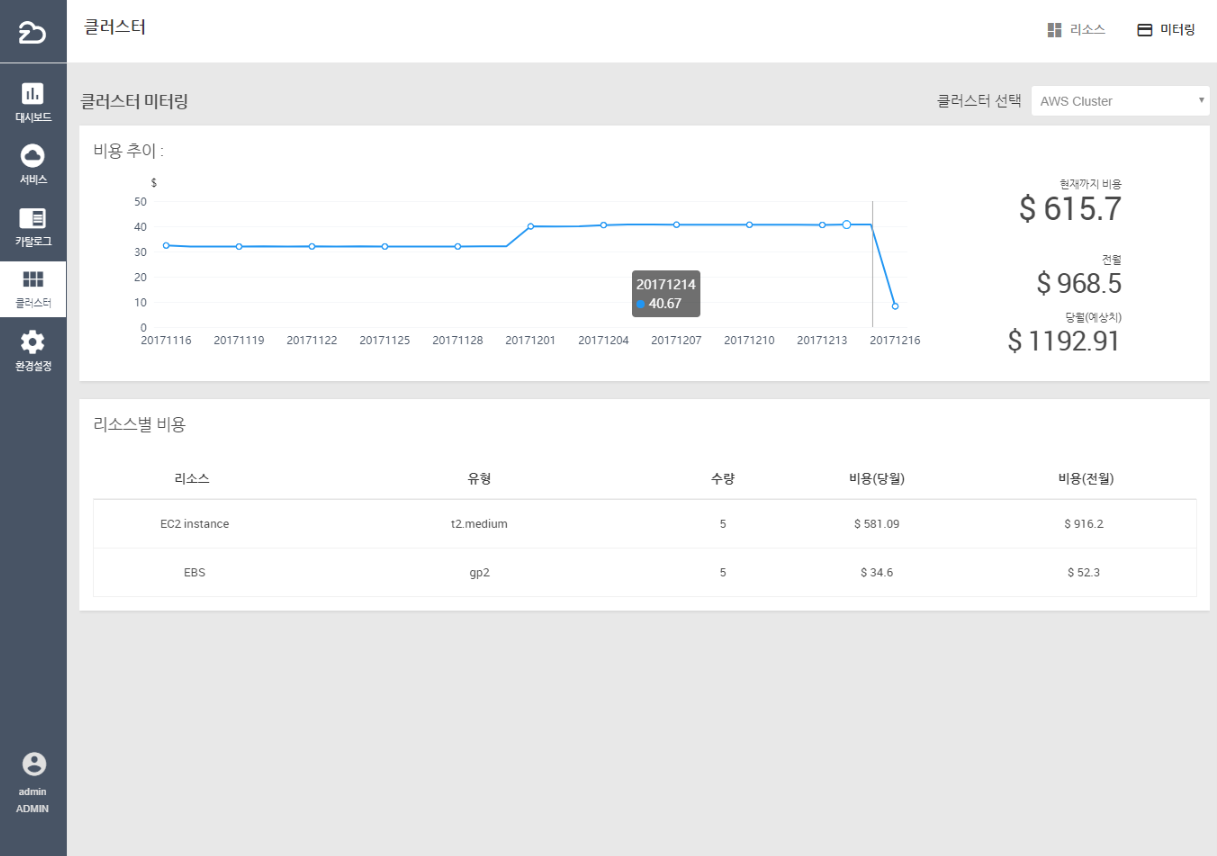 클러스터
리소스
미터링
대시보드
서비스
카탈로그
클러스터
환경설정
admin
ADMIN
클러스터 미터링
클러스터 선택
AWS Cluster
비용 추이 :
$
50
40
30
20
10
0
20171116 20171119 20171122 20171125 20171128 20171201 20171204 20171207 20171210 20171213 20171216
20171214
40.67
현재까지 비용
$ 615.7
전월
$ 968.5
당월(예상치)
$ 1192.91
리소스별 비용
리소스 유형 수량 비용(당월) 비용(전월)
EC2 instance t2.medium 5 $ 581.09 $ 916.2
EBS gp2 5 $ 34.6 $ 52.3